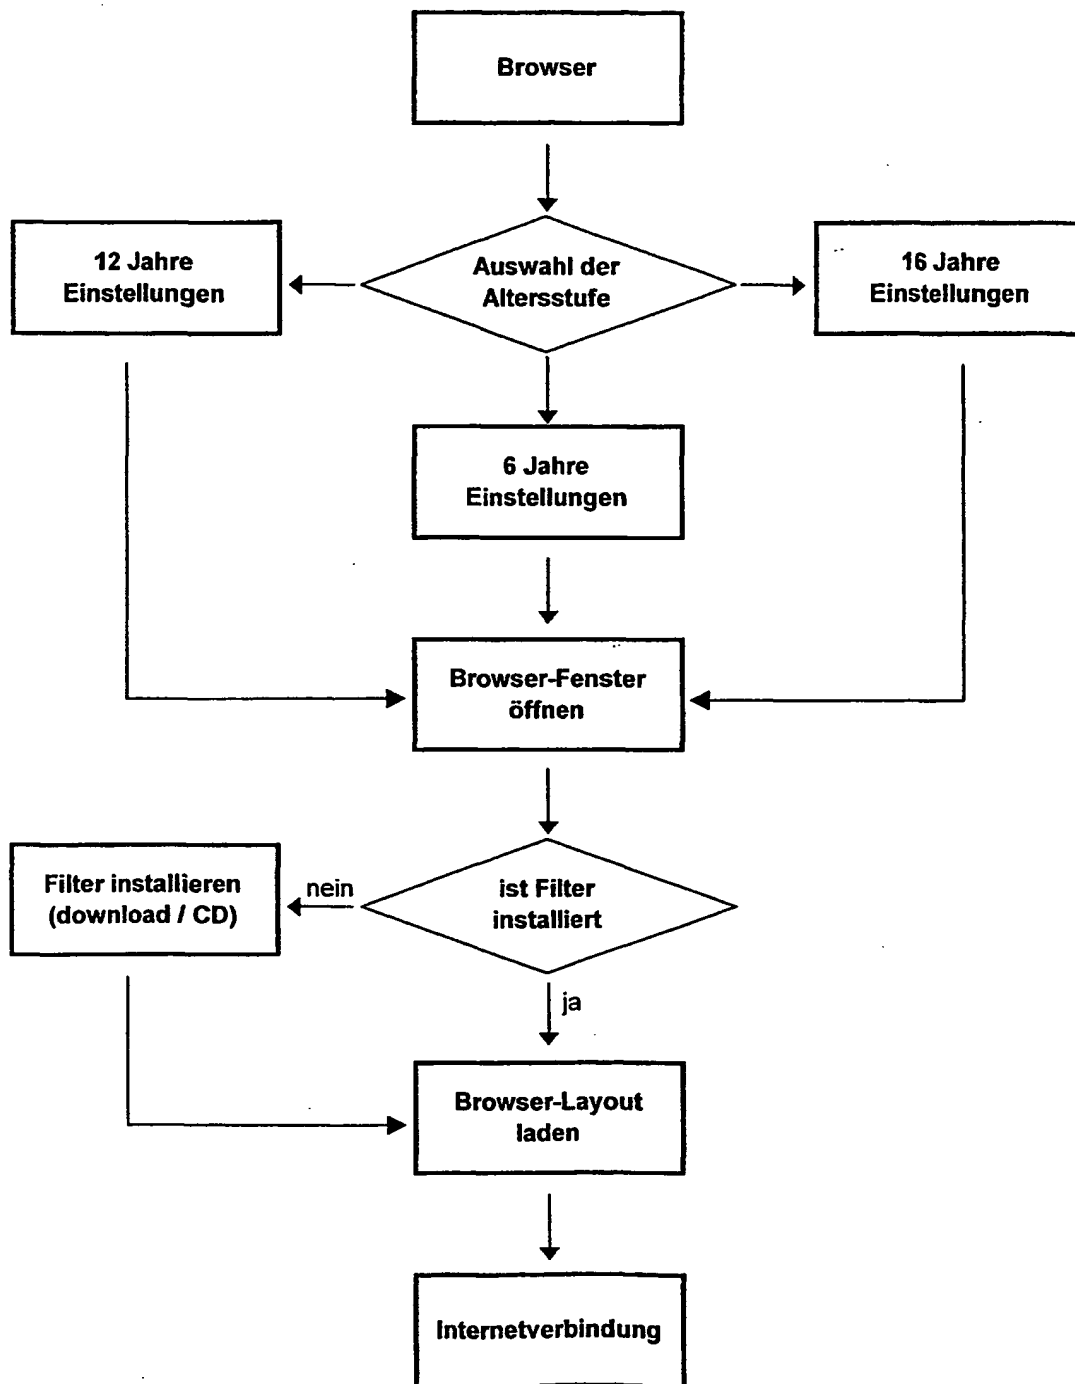 Browser
Auswahl der
Altersstufe
12 Jahre
Einstellungen
16 Jahre
Einstellungen
6 Jahre
Einstellungen
Browser-Fenster
öffnen
ist Filter
installiert
nein
Filter installieren
(download / CD)
ja
Browser-Layout
laden
Internetverbindung